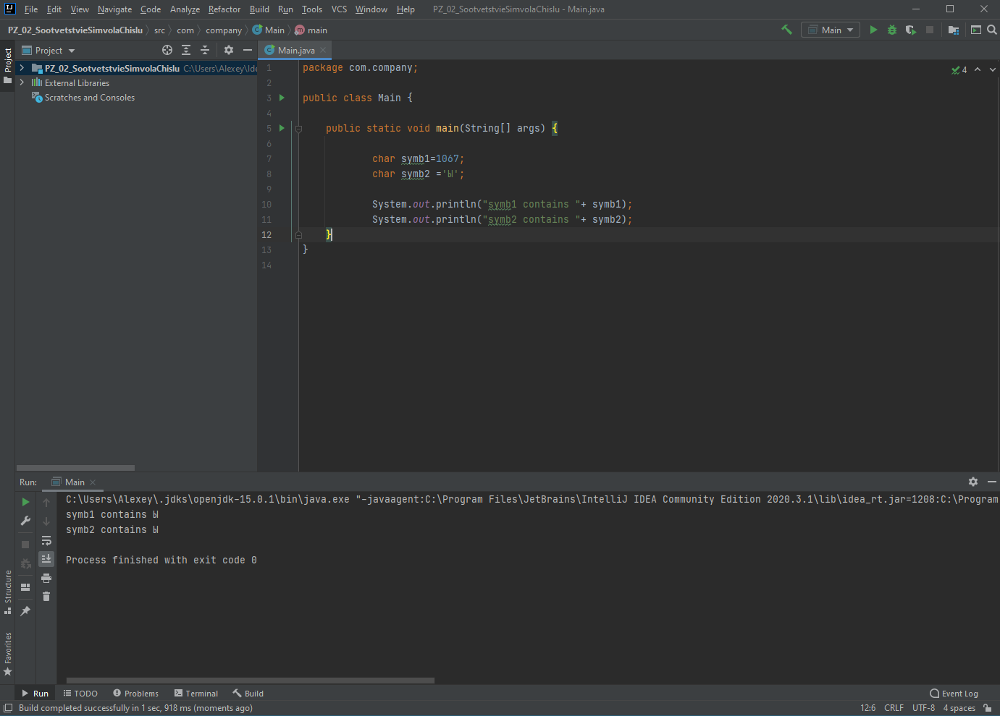 File Edit View Navigate Code Analyze Refactor Build Run Tools VCS Window Help PZ_02_SootvetstvieSimvolaChislu - Main.java
PZ_02_SootvetstvieSimvolaChislu src com company Main main Main
Project
Project Main.java
PZ_02_SootvetstvieSimvolaChislu C:\Users\Alexey\Ide
External Libraries
Scratches and Consoles
4
1 package com.company;
2
3 public class Main {
4
5 public static void main(String[] args) {
6
7 char symb1=1067;
8 char symb2 ='Ы';
9
10 System.out.println("symb1 contains "+ symb1);
11 System.out.println("symb2 contains "+ symb2);
12 }
13 }
14
Run: Main
C:\Users\Alexey\.jdks\openjdk-15.0.1\bin\java.exe "-javaagent:C:\Program Files\JetBrains\IntelliJ IDEA Community Edition 2020.3.1\lib\idea_rt.jar=1208:C:\Program
symb1 contains Ы
symb2 contains Ы
Process finished with exit code 0
Structure
Favorites
Run TODO Problems Terminal Build Event Log
Build completed successfully in 1 sec, 918 ms (moments ago) 12:6 CRLF UTF-8 4 spaces